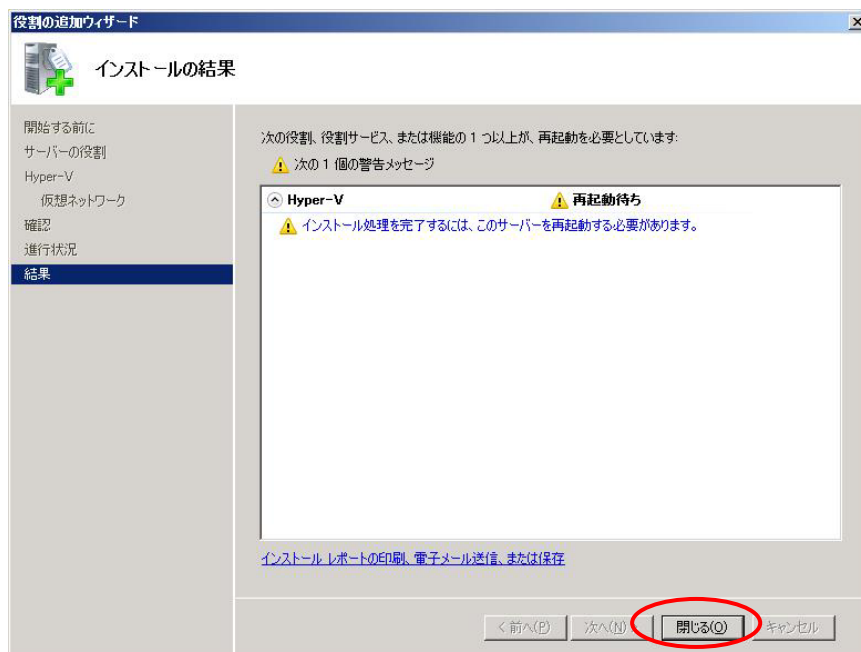 役割の追加ウィザード
インストールの結果
開始する前に
サーバーの役割
Hyper-V
仮想ネットワーク
確認
進行状況
結果
次の役割、役割サービス、または機能の 1 つ以上が、再起動を必要としています:
次の 1 個の警告メッセージ
Hyper-V 再起動待ち
インストール処理を完了するには、このサーバーを再起動する必要があります。
インストール レポートの印刷、電子メール送信、または保存
< 前へ(P) 次へ(N) 閉じる(O) キャンセル